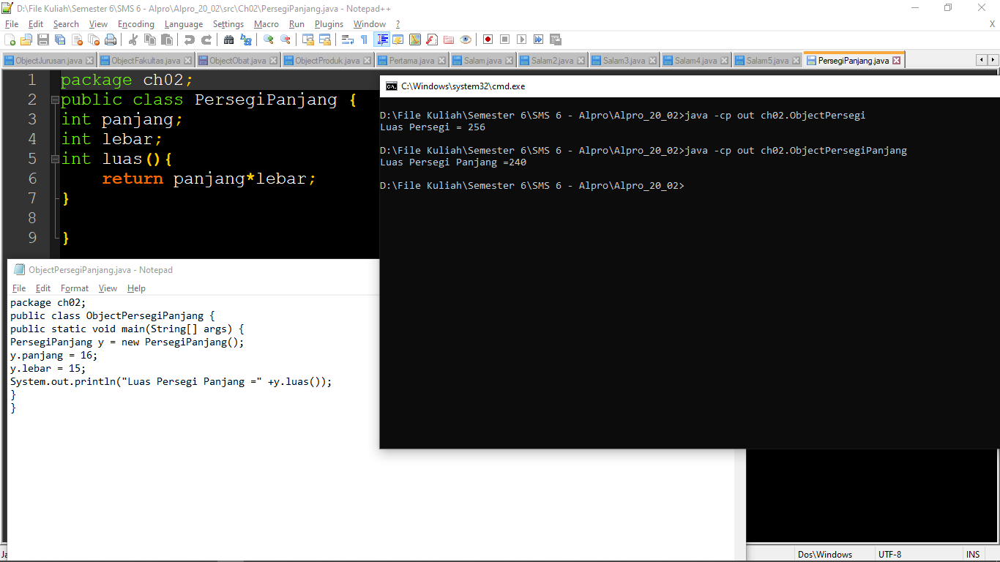 D:\File Kuliah\Semester 6\SMS 6 - Alpro\Alpro_20_02\src\Ch02\PersegiPanjang.java - Notepad++
File Edit Search View Encoding Language Settings Macro Run Plugins Window ? X
ObjectJurusan.java ObjectFakultas.java ObjectObat.java ObjectProduk.java Pertama.java Salam.java Salam2.java Salam3.java Salam4.java Salam5.java PersegiPanjang.java
1 package ch02;
2 public class PersegiPanjang {
3 int panjang;
4 int lebar;
5 int luas(){
6 return panjang*lebar;
7 }
8
9 }
C:\Windows\system32\cmd.exe
D:\File Kuliah\Semester 6\SMS 6 - Alpro\Alpro_20_02>java -cp out ch02.ObjectPersegi
Luas Persegi = 256
D:\File Kuliah\Semester 6\SMS 6 - Alpro\Alpro_20_02>java -cp out ch02.ObjectPersegiPanjang
Luas Persegi Panjang =240
D:\File Kuliah\Semester 6\SMS 6 - Alpro\Alpro_20_02>
ObjectPersegiPanjang.java - Notepad
File Edit Format View Help
package ch02;
public class ObjectPersegiPanjang {
public static void main(String[] args) {
PersegiPanjang y = new PersegiPanjang();
y.panjang = 16;
y.lebar = 15;
System.out.println("Luas Persegi Panjang =" +y.luas());
}
}
Dos\Windows UTF-8 INS